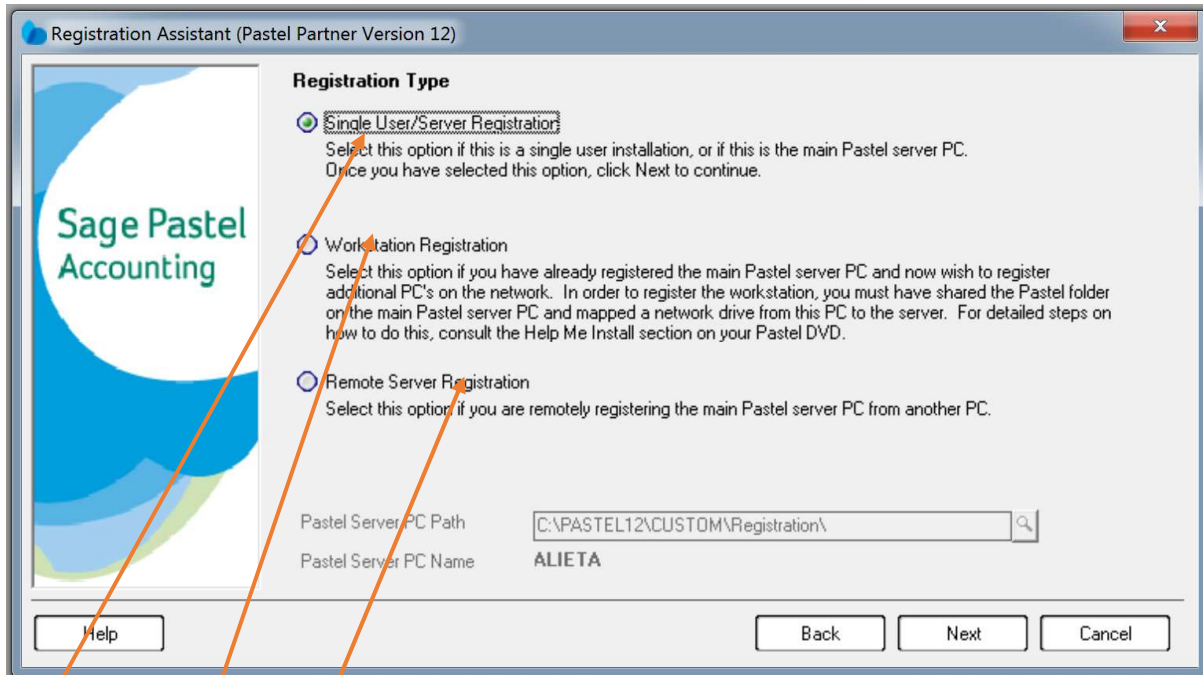 Registration Assistant (Pastel Partner Version 12)
Registration Type
Single User/Server Registration
Select this option if this is a single user installation, or if this is the main Pastel server PC.
Once you have selected this option, click Next to continue.
Sage Pastel
Accounting
Workstation Registration
Select this option if you have already registered the main Pastel server PC and now wish to register
additional PC's on the network. In order to register the workstation, you must have shared the Pastel folder
on the main Pastel server PC and mapped a network drive from this PC to the server. For detailed steps on
how to do this, consult the Help Me Install section on your Pastel DVD.
Remote Server Registration
Select this option if you are remotely registering the main Pastel server PC from another PC.
Pastel Server PC Path C:\PASTEL12\CUSTOM\Registration\
Pastel Server PC Name ALIETA
Help Back Next Cancel